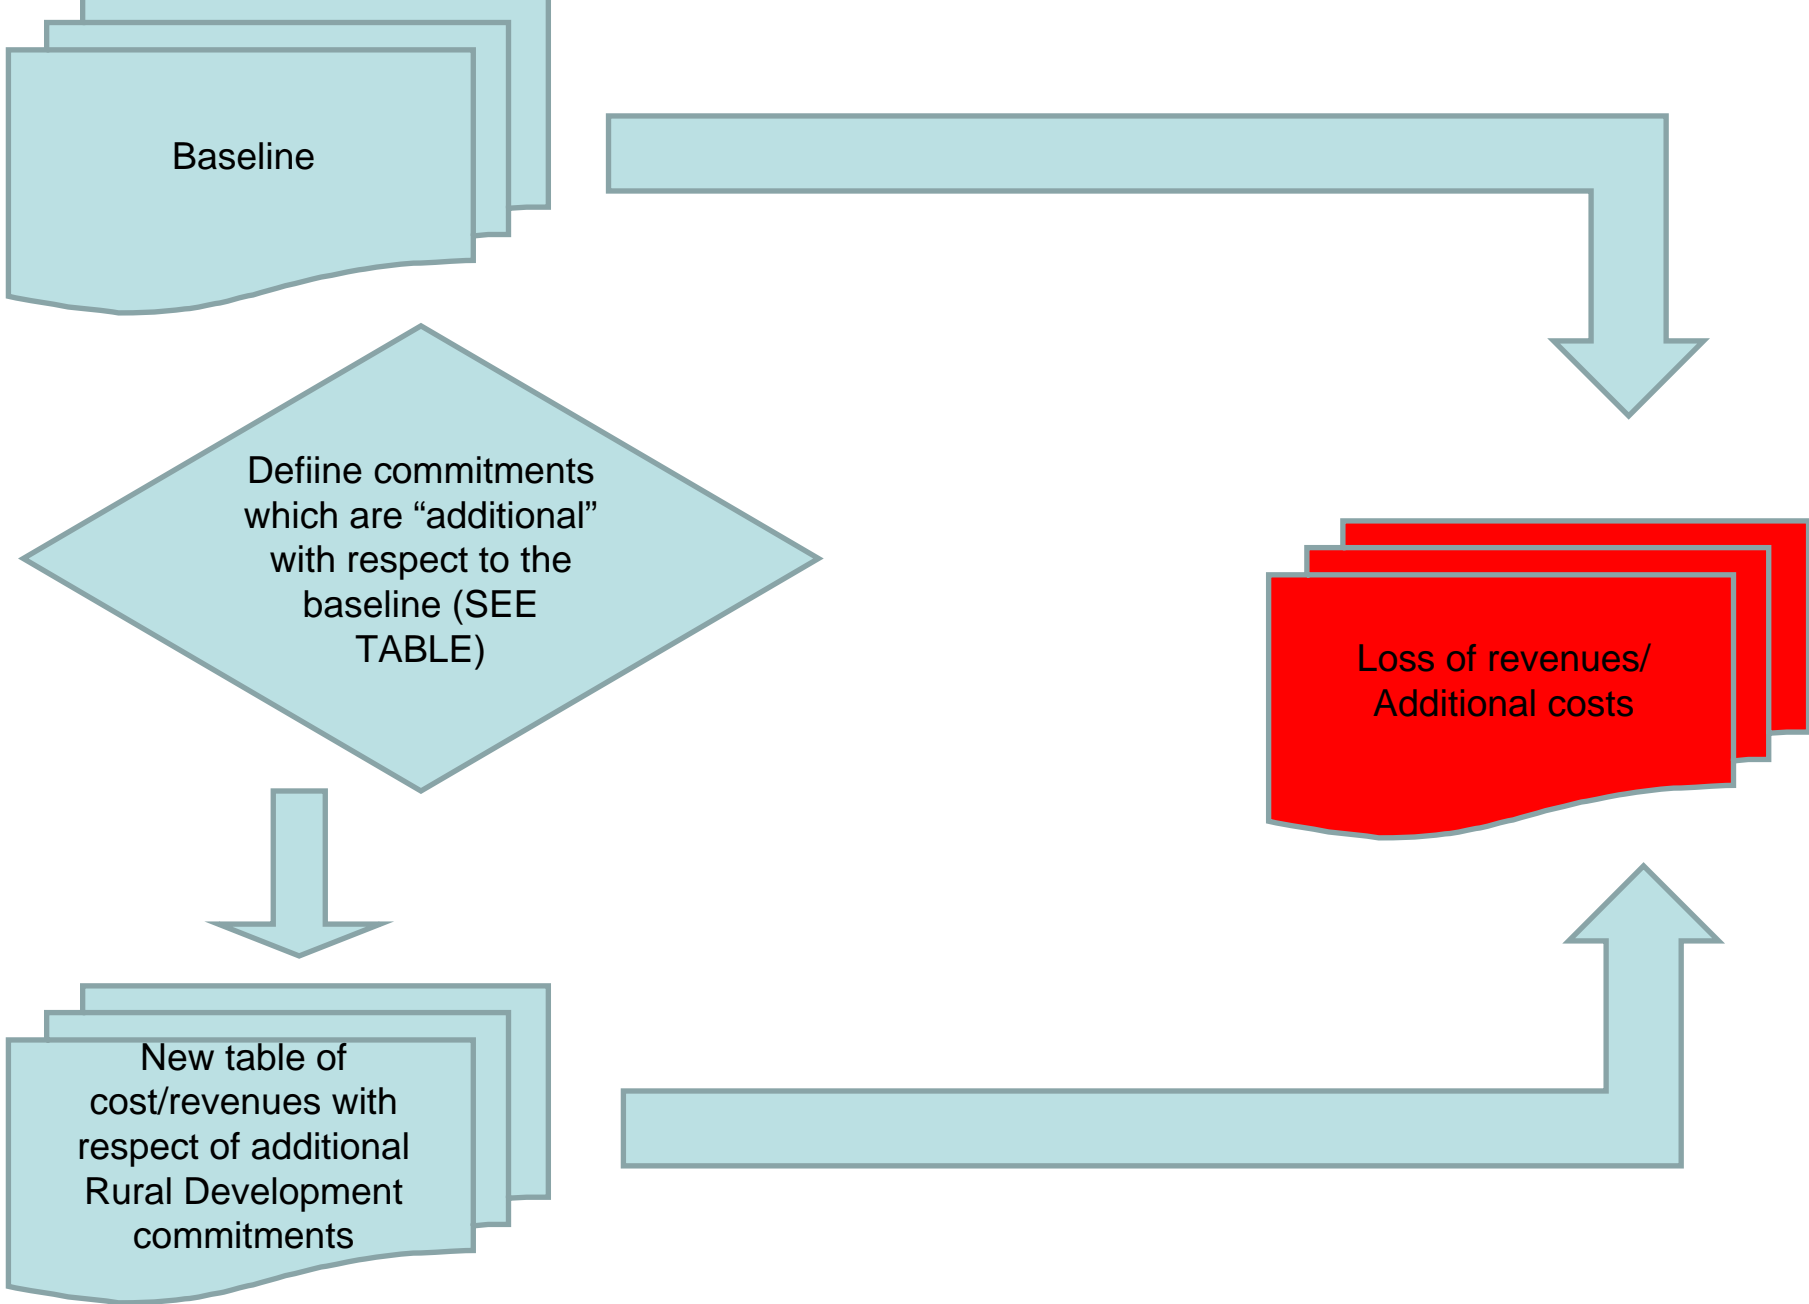 Baseline
Defiine commitments
which are “additional”
with respect to the
baseline (SEE
TABLE)
Loss of revenues/
Additional costs
New table of
cost/revenues with
respect of additional
Rural Development
commitments